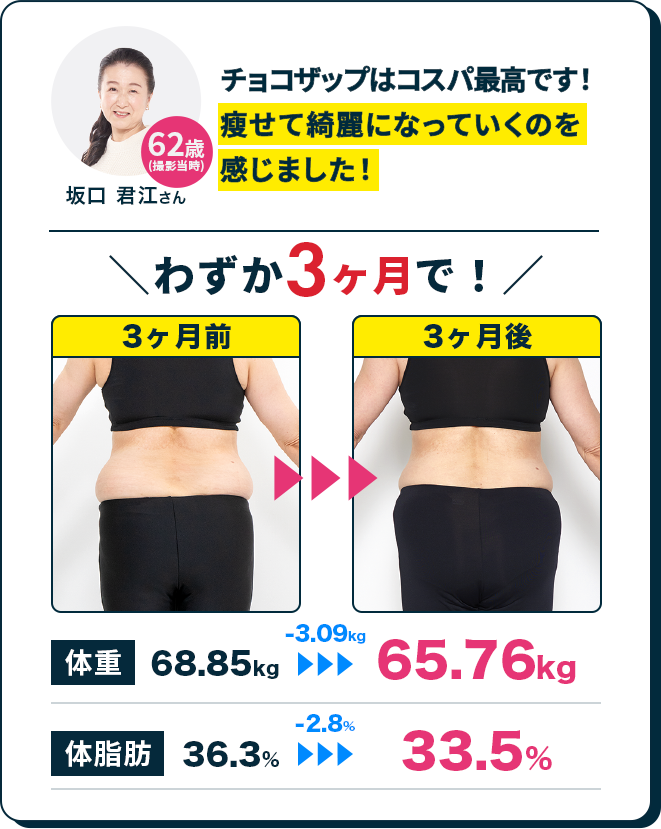 チョコザップはコスパ最高です！
痩せて綺麗になっていくのを
感じました！
62歳
(撮影当時)
坂口 君江さん
＼わずか3ヶ月で！／
3ヶ月前
3ヶ月後
体重 68.85kg -3.09kg 65.76kg
体脂肪 36.3% -2.8% 33.5%